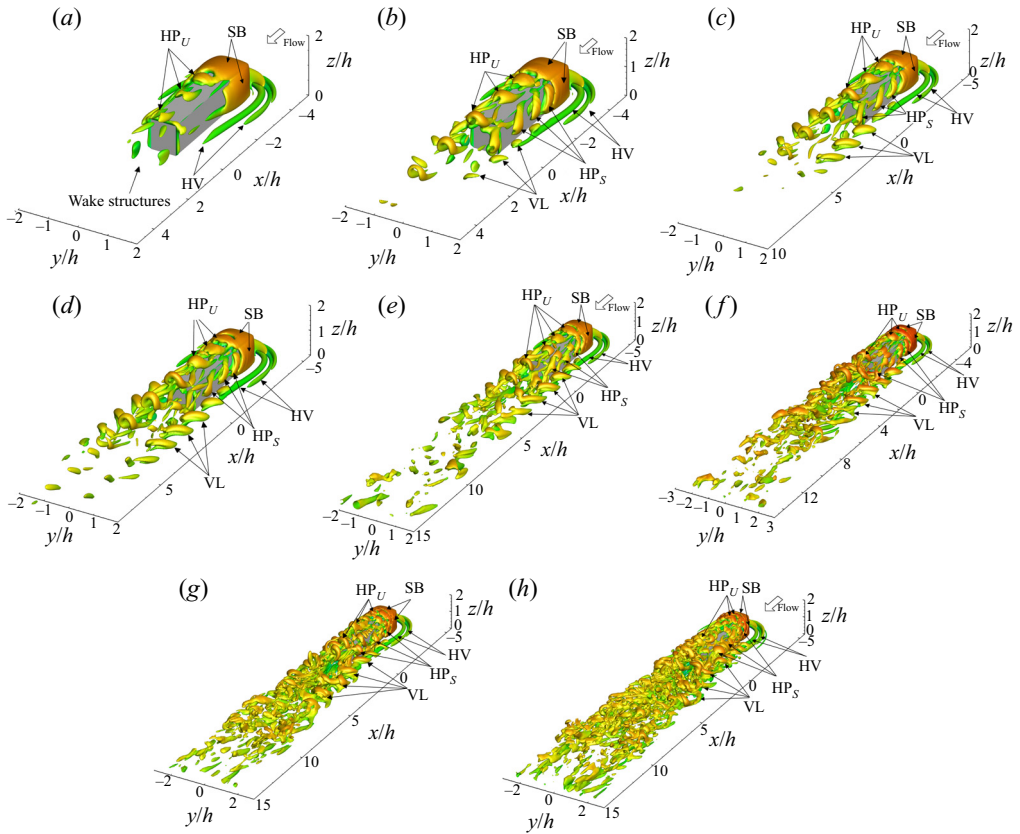 (a)
HP_U
SB
Flow
2
z/h
0
–4
–2
0
x/h
2
4
HV
Wake structures
–2
–1
0
1
2
y/h
(b)
HP_U
SB
Flow
2
1
z/h
0
–4
–2
HV
HP_S
0
x/h
VL
2
4
–2
–1
0
1
2
y/h
(c)
HP_U
SB
Flow
2
1
z/h
0
–5
HV
HP_S
0
VL
x/h
5
–2
–1
0
1
2
10
y/h
(d)
HP_U
SB
2
1
z/h
0
–5
HV
HP_S
0
x/h
VL
5
–2
–1
0
1
2
y/h
(e)
HP_U
SB
Flow
2
1
z/h
0
–5
HV
HP_S
0
VL
5
x/h
10
–2
–1
0
1
2
15
y/h
(f)
HP_U
SB
2
1
z/h
0
–4
HV
HP_S
0
VL
4
x/h
8
12
–3
–2
–1
0
1
2
3
y/h
(g)
HP_U
SB
2
1
z/h
0
–5
HV
HP_S
0
VL
5
x/h
10
–2
0
2
15
y/h
(h)
HP_U
SB
Flow
2
1
z/h
0
–5
HV
HP_S
0
VL
5
x/h
10
–2
0
2
15
y/h